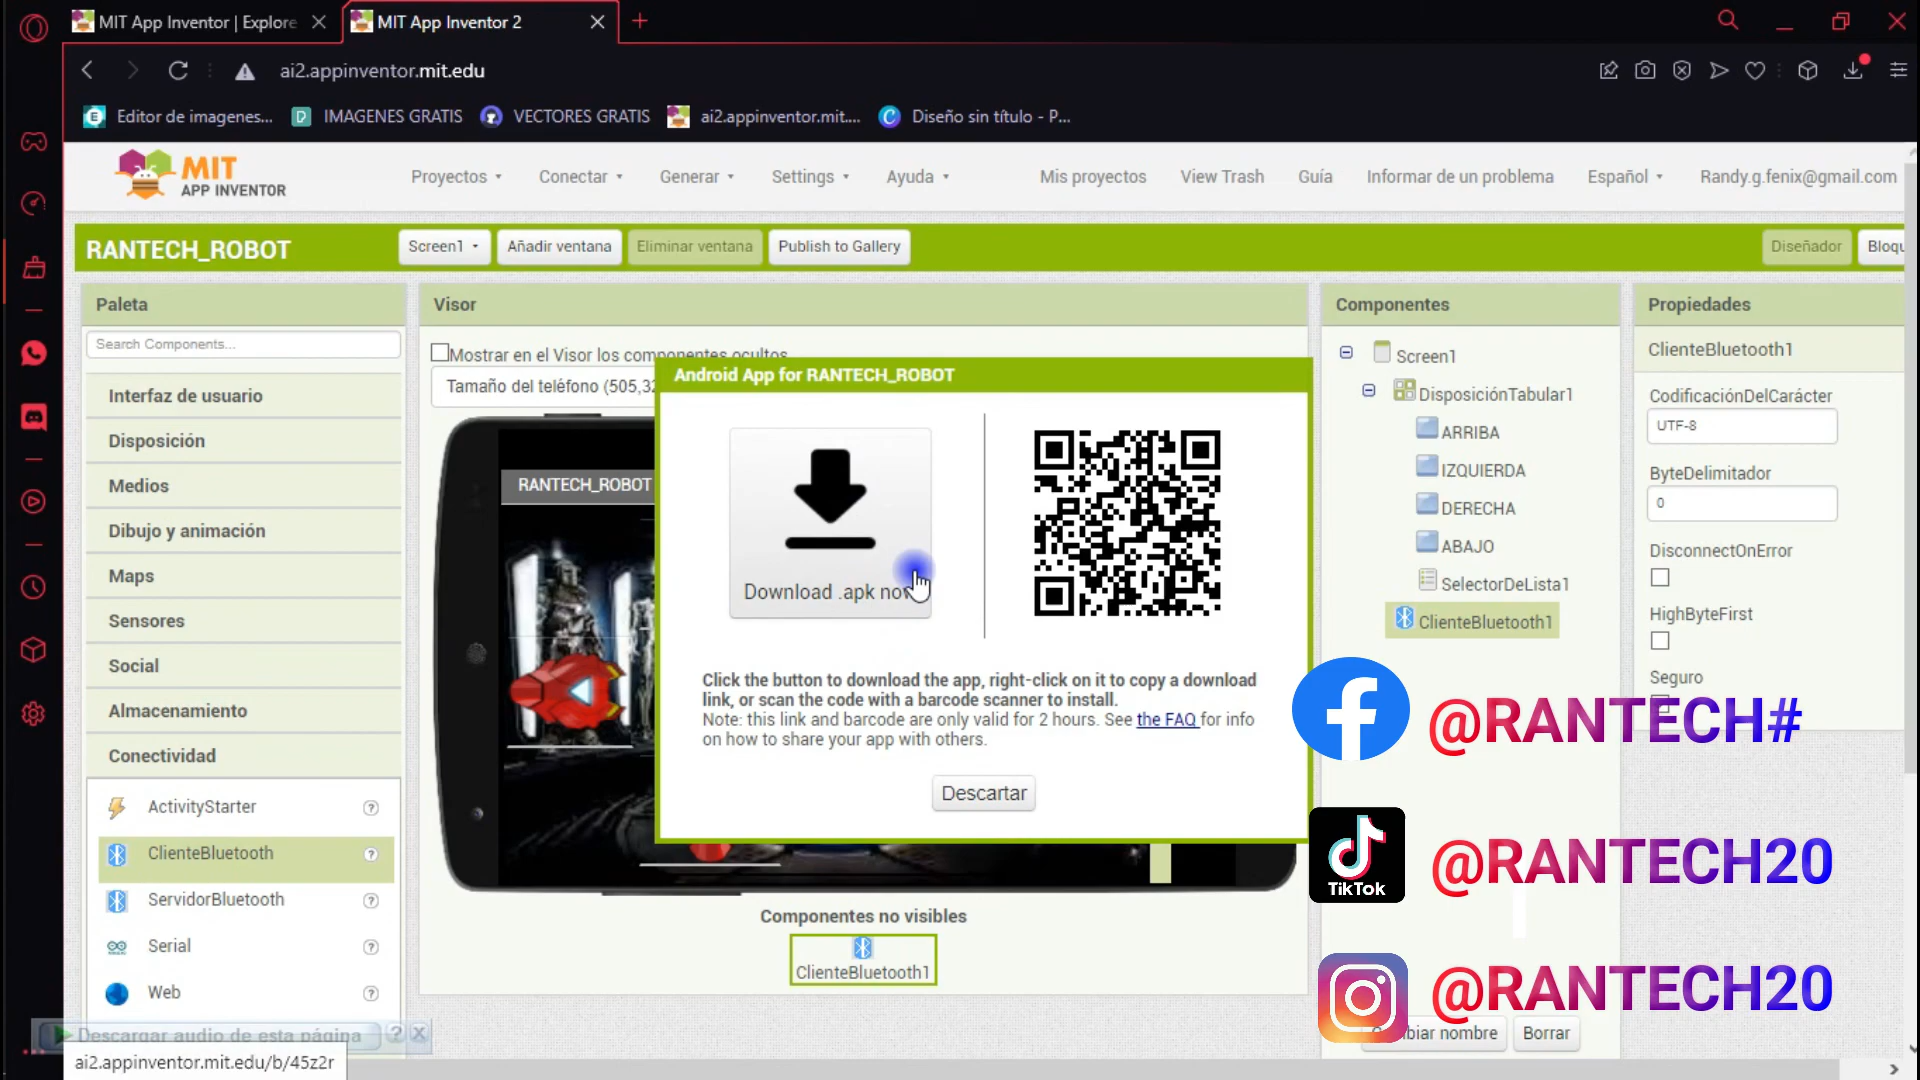 MIT App Inventor | Explore
MIT App Inventor 2
ai2.appinventor.mit.edu
Editor de imagenes...
IMAGENES GRATIS
VECTORES GRATIS
ai2.appinventor.mit....
Diseño sin título - P...
MIT
APP INVENTOR
Proyectos
Conectar
Generar
Settings
Ayuda
Mis proyectos
View Trash
Guía
Informar de un problema
Español
Randy.g.fenix@gmail.com
RANTECH_ROBOT
Screen1
Añadir ventana
Eliminar ventana
Publish to Gallery
Diseñador
Bloqu
Paleta
Search Components...
Interfaz de usuario
Disposición
Medios
Dibujo y animación
Maps
Sensores
Social
Almacenamiento
Conectividad
ActivityStarter
ClienteBluetooth
ServidorBluetooth
Serial
Web
Visor
Mostrar en el Visor los componentes ocultos
Tamaño del teléfono (505,32
RANTECH_ROBOT
Android App for RANTECH_ROBOT
Download .apk now
Click the button to download the app, right-click on it to copy a download
link, or scan the code with a barcode scanner to install.
Note: this link and barcode are only valid for 2 hours. See the FAQ for info
on how to share your app with others.
Descartar
Componentes no visibles
ClienteBluetooth1
Componentes
Screen1
DisposiciónTabular1
ARRIBA
IZQUIERDA
DERECHA
ABAJO
SelectorDeLista1
ClienteBluetooth1
Propiedades
ClienteBluetooth1
CodificaciónDelCarácter
UTF-8
ByteDelimitador
0
DisconnectOnError
HighByteFirst
Seguro
@RANTECH#
TikTok
@RANTECH20
@RANTECH20
biar nombre
Borrar
Descargar audio de esta página
ai2.appinventor.mit.edu/b/45z2r